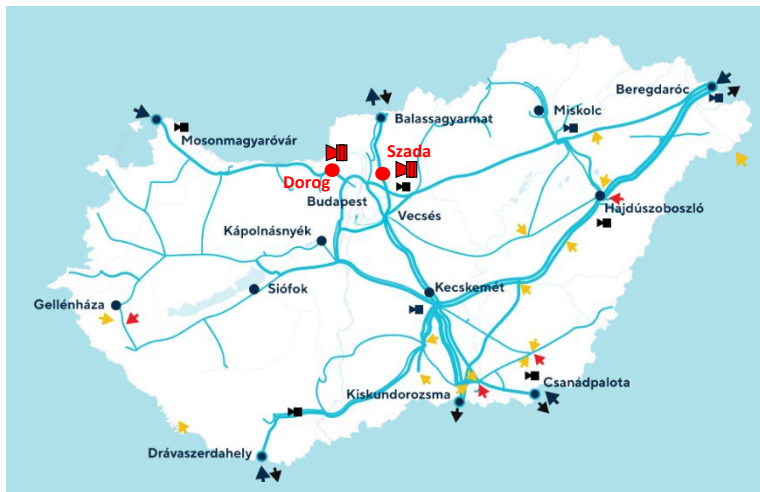 Beregdaróc
Miskolc
Balassagyarmat
Mosonmagyaróvár
Szada
Dorog
Budapest
Hajdúszoboszló
Vecsés
Kápolnásnyék
Siófok
Kecskemét
Gellénháza
Csanádpalota
Kiskundorozsma
Drávaszerdahely